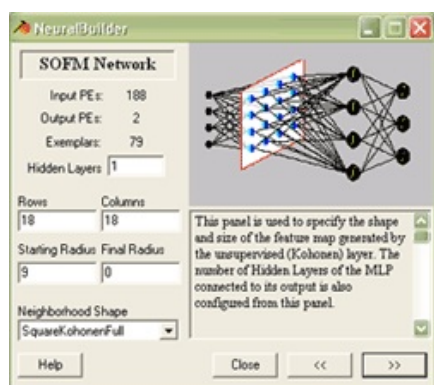 NeuralBuilder
SOFM Network
Input PEs: 188
Output PEs: 2
Exemplars: 79
Hidden Layers 1
Rows Columns
18 18
Starting Radius Final Radius
9 0
Neighborhood Shape
SquareKohonenFull
This panel is used to specify the shape
and size of the feature map generated by
the unsupervised (Kohonen) layer. The
number of Hidden Layers of the MLP
connected to its output is also
configured from this panel.
Help Close << >>